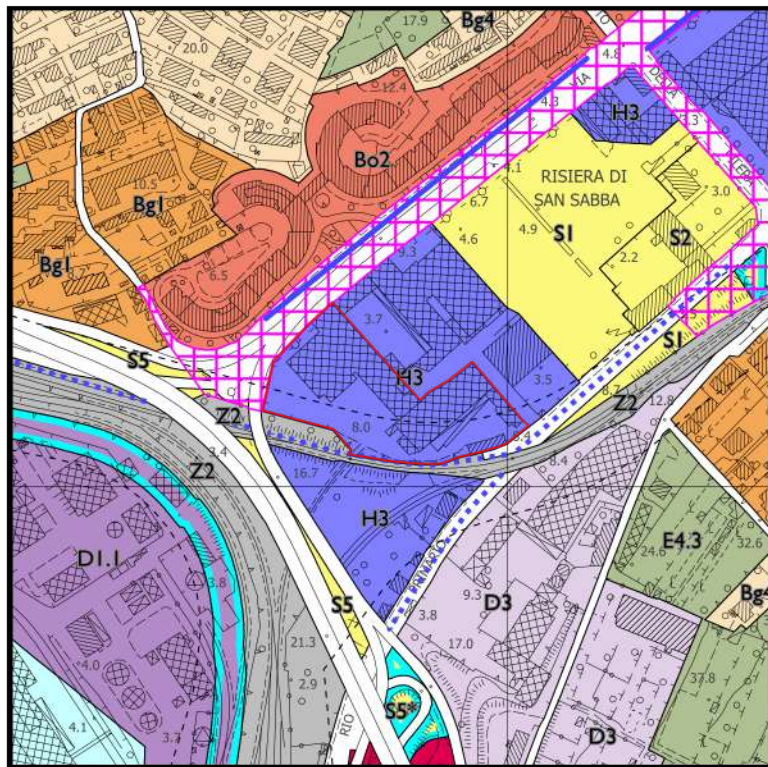 17.9
Bg4
20.0
4.8
VIA
DELLA
12.4
4.3
H3
3.3
Bo2
4.1
RISIERA DI
SAN SABBA
10.5
Bg1
6.7
3.0
4.9
S1
S2
9.3
4.6
2.2
Bg1
6.5
3.7
S1
S5
H3
3.5
8.7
12.8
Z2
Z2
8.0
3.4
Z2
16.7
8.4
H3
E4.3
24.6
32.6
D1.1
3.8
PRIMARIO
9.3
D3
Bg4
S5
3.8
17.0
21.3
4.0
2.9
37.8
S5*
4.1
RIO
D3